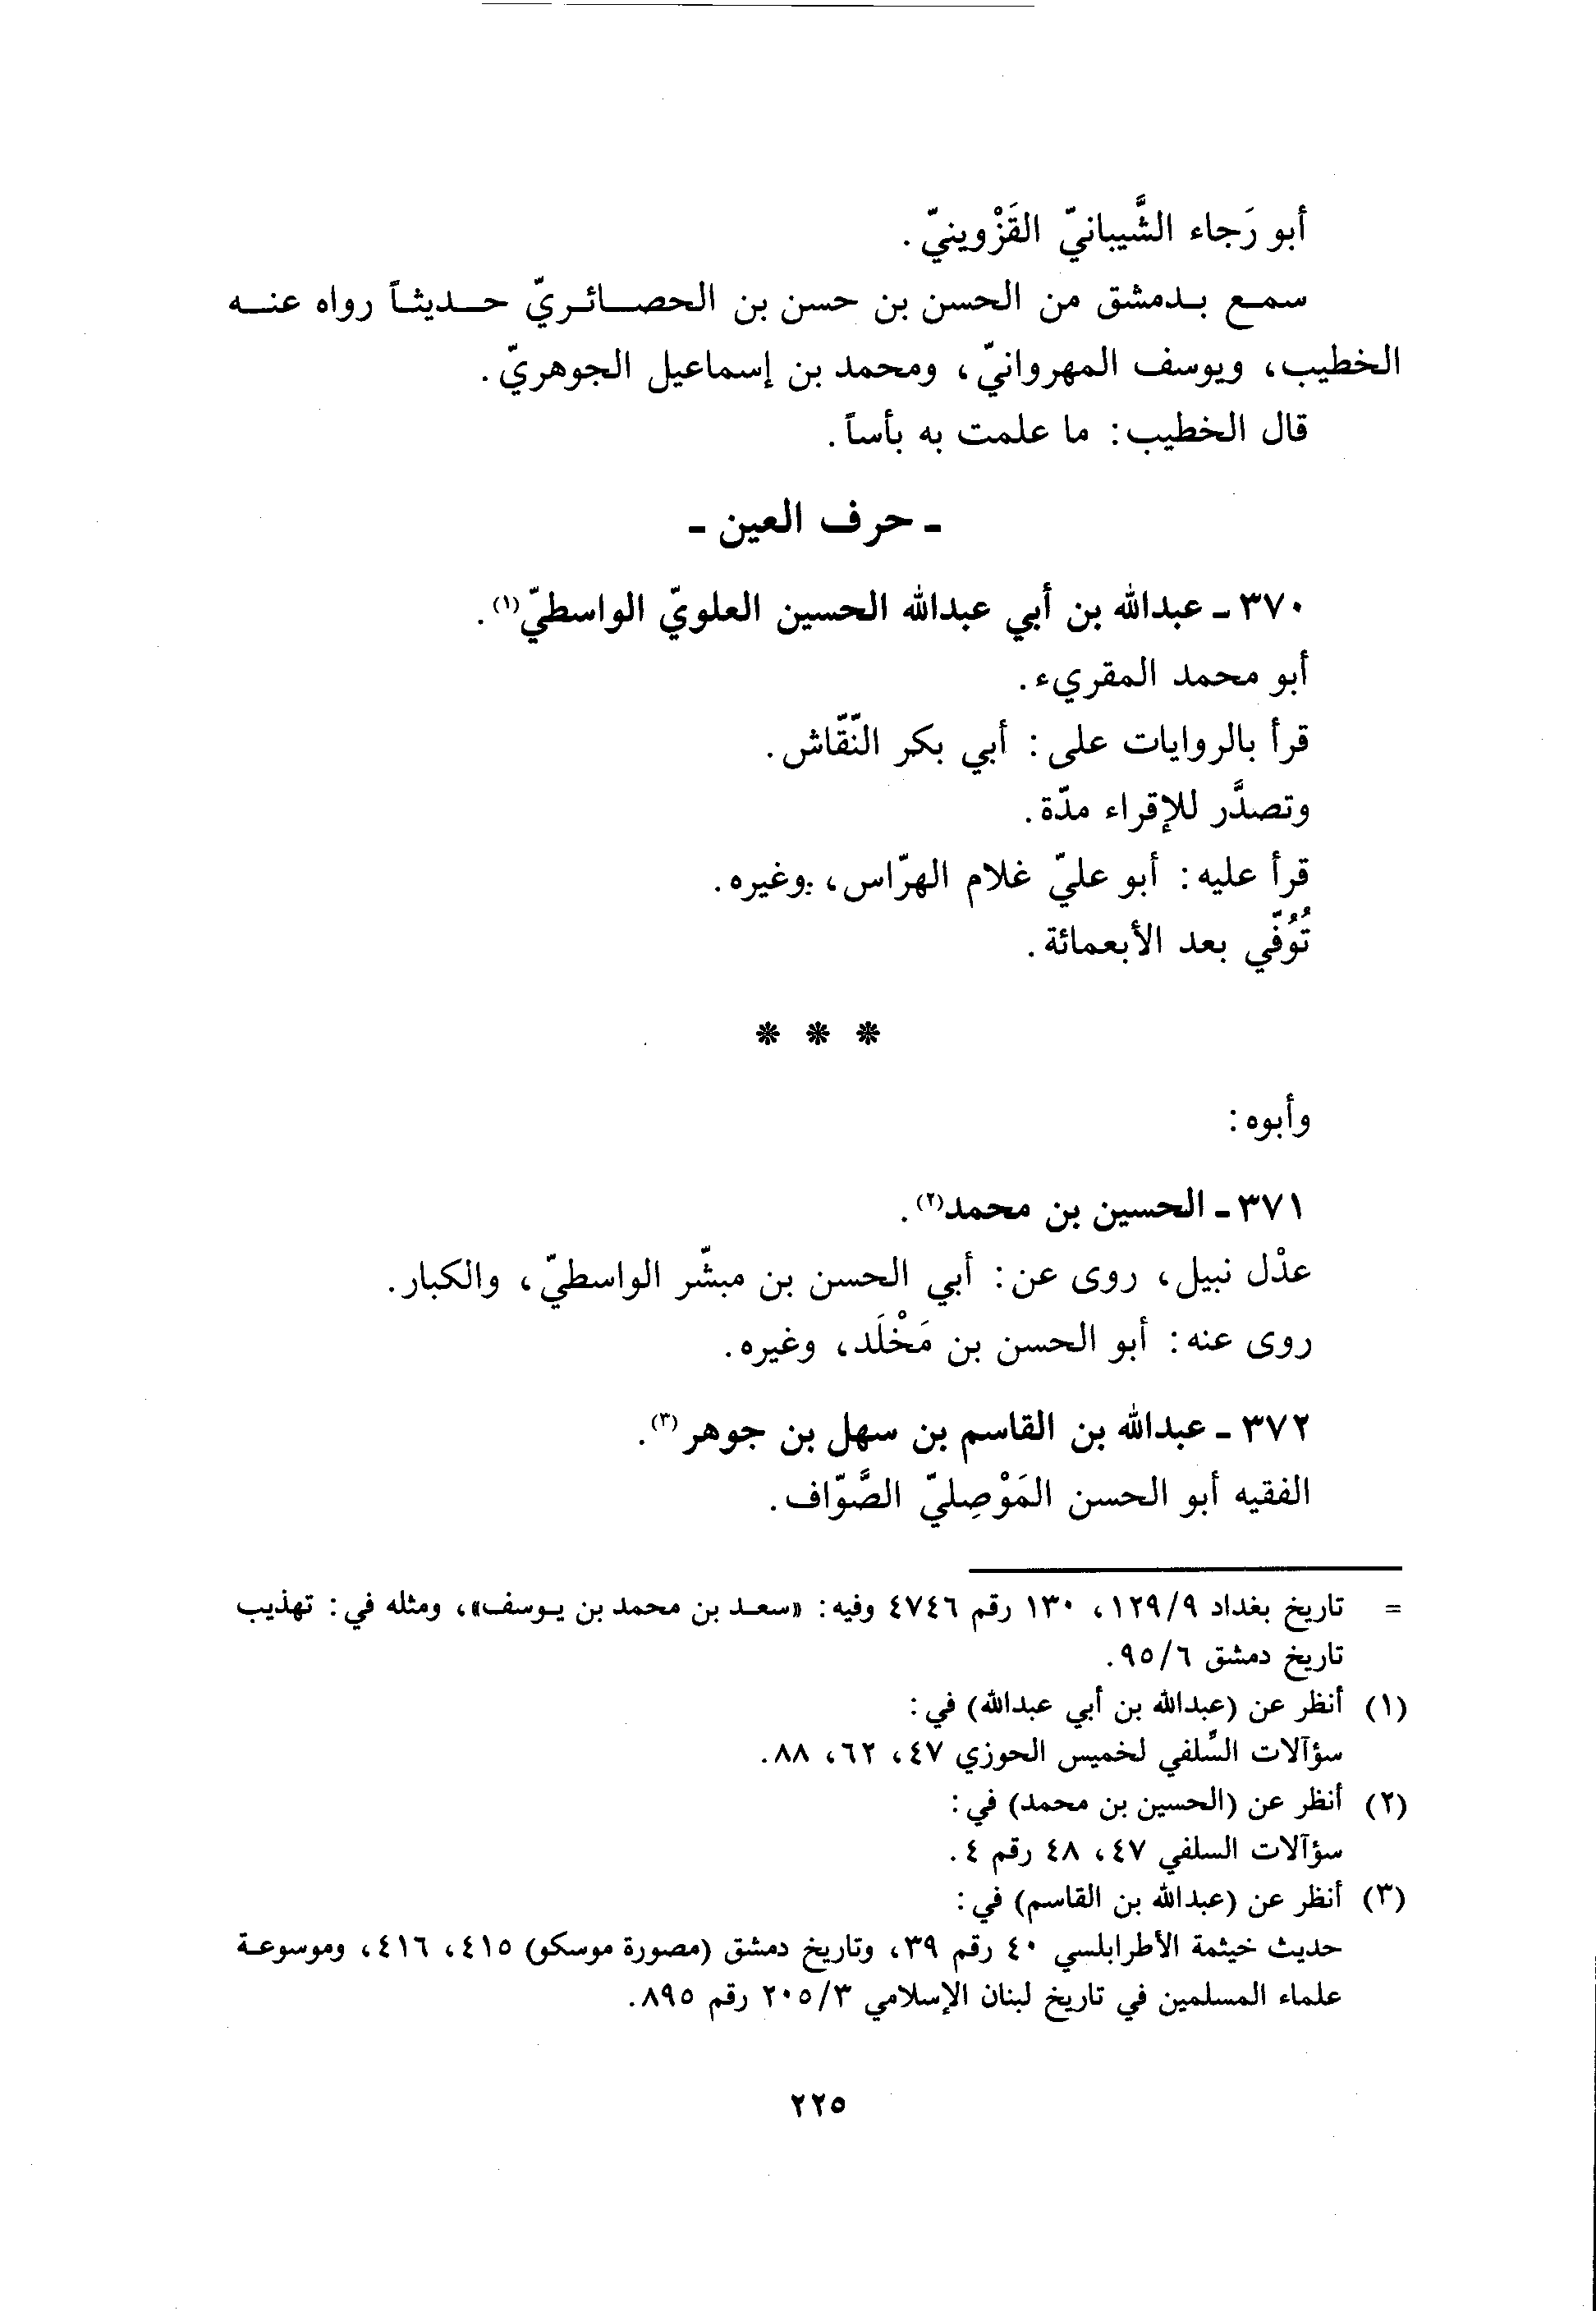 أبو رَجاء الشَّيبانيّ القَزْوينيّ.
سمع بدمشق من الحسن بن حسن بن الحصائريّ حديثاً رواه عنه
الخطيب، ويوسف المهروانيّ، ومحمد بن إسماعيل الجوهريّ.
قال الخطيب: ما علمت به بأساً.
- حرف العين -
٣٧٠ - عبدالله بن أبي عبدالله الحسين العلويّ الواسطيّ(١).
أبو محمد المقريء.
قرأ بالروايات على: أبي بكر النّقّاش.
وتصدَّر للإقراء مدّة.
قرأ عليه: أبو عليّ غلام الهرّاس، وغيره.
تُوُفّي بعد الأبعمائة.
* * *
وأبوه:
٣٧١ - الحسين بن محمد(٢).
عدْل نبيل، روى عن: أبي الحسن بن مبشّر الواسطيّ، والكبار.
روى عنه: أبو الحسن بن مَخْلَد، وغيره.
٣٧٢ - عبدالله بن القاسم بن سهل بن جوهر(٣).
الفقيه أبو الحسن المَوْصِليّ الصَّوّاف.
= تاريخ بغداد ١٢٩/٩، ١٣٠ رقم ٤٧٤٦ وفيه: «سعد بن محمد بن يوسف»، ومثله في: تهذيب
تاريخ دمشق ٩٥/٦.
(١) أنظر عن (عبدالله بن أبي عبدالله) في:
سؤآلات السِّلفي لخميس الحوزي ٤٧، ٦٢، ٨٨.
(٢) أنظر عن (الحسين بن محمد) في:
سؤآلات السلفي ٤٧، ٤٨ رقم ٤.
(٣) أنظر عن (عبدالله بن القاسم) في:
حديث خيثمة الأطرابلسي ٤٠ رقم ٣٩، وتاريخ دمشق (مصورة موسكو) ٤١٥، ٤١٦، وموسوعة
علماء المسلمين في تاريخ لبنان الإسلامي ٢٠٥/٣ رقم ٨٩٥.
٢٢٥